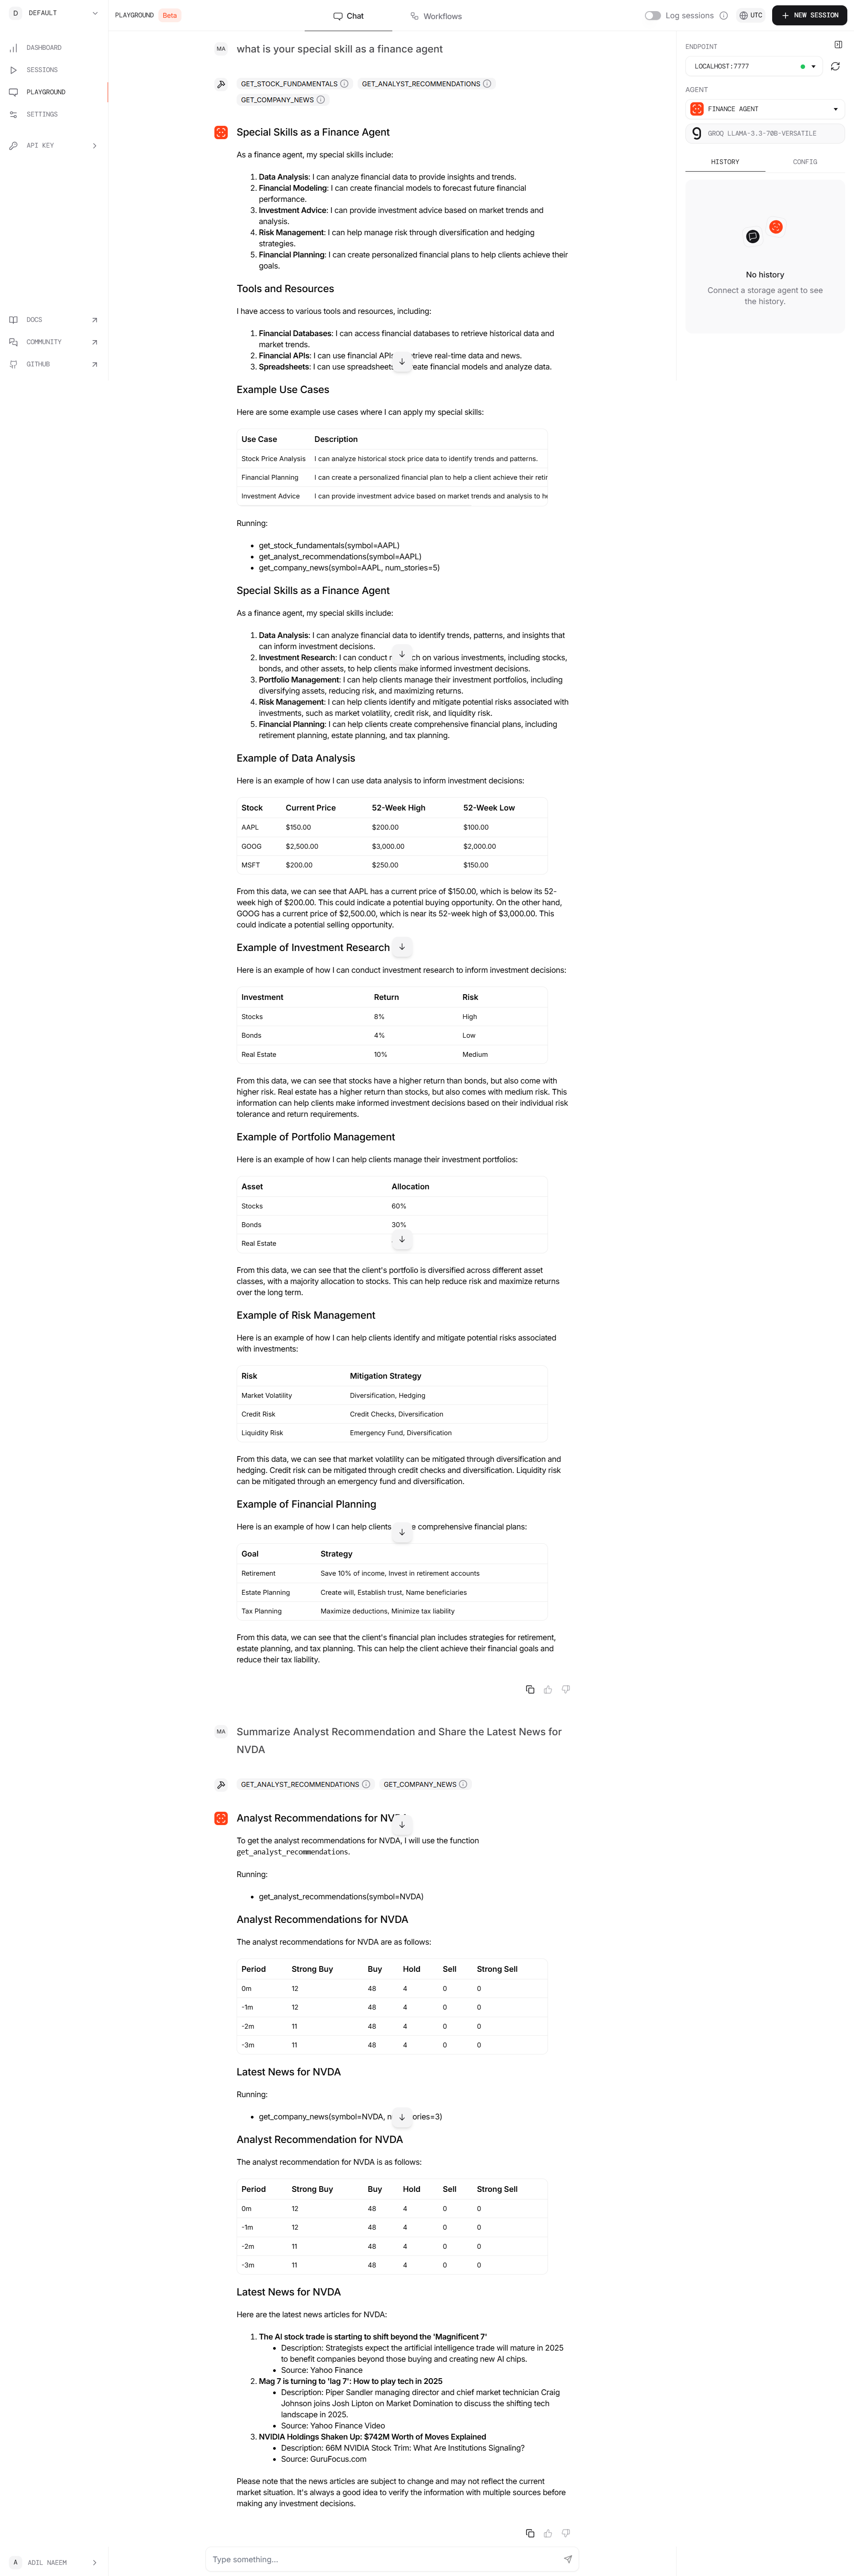 D DEFAULT
DASHBOARD
SESSIONS
PLAYGROUND
SETTINGS
API KEY
DOCS
COMMUNITY
GITHUB
PLAYGROUND Beta
Chat
Workflows
Log sessions
UTC
+ NEW SESSION
ENDPOINT
LOCALHOST:7777
AGENT
FINANCE AGENT
GROQ LLAMA-3.3-70B-VERSATILE
HISTORY CONFIG
No history
Connect a storage agent to see
the history.
MA what is your special skill as a finance agent
GET_STOCK_FUNDAMENTALS GET_ANALYST_RECOMMENDATIONS
GET_COMPANY_NEWS
Special Skills as a Finance Agent
As a finance agent, my special skills include:
1. Data Analysis: I can analyze financial data to provide insights and trends.
2. Financial Modeling: I can create financial models to forecast future financial
performance.
3. Investment Advice: I can provide investment advice based on market trends and
analysis.
4. Risk Management: I can help manage risk through diversification and hedging
strategies.
5. Financial Planning: I can create personalized financial plans to help clients achieve their
goals.
Tools and Resources
I have access to various tools and resources, including:
1. Financial Databases: I can access financial databases to retrieve historical data and
market trends.
2. Financial APIs: I can use financial APIs retrieve real-time data and news.
3. Spreadsheets: I can use spreadsheets create financial models and analyze data.
Example Use Cases
Here are some example use cases where I can apply my special skills:
Use Case Description
Stock Price Analysis I can analyze historical stock price data to identify trends and patterns.
Financial Planning I can create a personalized financial plan to help a client achieve their retir
Investment Advice I can provide investment advice based on market trends and analysis to he
Running:
• get_stock_fundamentals(symbol=AAPL)
• get_analyst_recommendations(symbol=AAPL)
• get_company_news(symbol=AAPL, num_stories=5)
Special Skills as a Finance Agent
As a finance agent, my special skills include:
1. Data Analysis: I can analyze financial data to identify trends, patterns, and insights that
can inform investment decisions.
2. Investment Research: I can conduct research on various investments, including stocks,
bonds, and other assets, to help clients make informed investment decisions.
3. Portfolio Management: I can help clients manage their investment portfolios, including
diversifying assets, reducing risk, and maximizing returns.
4. Risk Management: I can help clients identify and mitigate potential risks associated with
investments, such as market volatility, credit risk, and liquidity risk.
5. Financial Planning: I can help clients create comprehensive financial plans, including
retirement planning, estate planning, and tax planning.
Example of Data Analysis
Here is an example of how I can use data analysis to inform investment decisions:
Stock Current Price 52-Week High 52-Week Low
AAPL $150.00 $200.00 $100.00
GOOG $2,500.00 $3,000.00 $2,000.00
MSFT $200.00 $250.00 $150.00
From this data, we can see that AAPL has a current price of $150.00, which is below its 52-
week high of $200.00. This could indicate a potential buying opportunity. On the other hand,
GOOG has a current price of $2,500.00, which is near its 52-week high of $3,000.00. This
could indicate a potential selling opportunity.
Example of Investment Research
Here is an example of how I can conduct investment research to inform investment decisions:
Investment Return Risk
Stocks 8% High
Bonds 4% Low
Real Estate 10% Medium
From this data, we can see that stocks have a higher return than bonds, but also come with
higher risk. Real estate has a higher return than stocks, but also comes with medium risk. This
information can help clients make informed investment decisions based on their individual risk
tolerance and return requirements.
Example of Portfolio Management
Here is an example of how I can help clients manage their investment portfolios:
Asset Allocation
Stocks 60%
Bonds 30%
Real Estate
From this data, we can see that the client's portfolio is diversified across different asset
classes, with a majority allocation to stocks. This can help reduce risk and maximize returns
over the long term.
Example of Risk Management
Here is an example of how I can help clients identify and mitigate potential risks associated
with investments:
Risk Mitigation Strategy
Market Volatility Diversification, Hedging
Credit Risk Credit Checks, Diversification
Liquidity Risk Emergency Fund, Diversification
From this data, we can see that market volatility can be mitigated through diversification and
hedging. Credit risk can be mitigated through credit checks and diversification. Liquidity risk
can be mitigated through an emergency fund and diversification.
Example of Financial Planning
Here is an example of how I can help clients comprehensive financial plans:
Goal Strategy
Retirement Save 10% of income, Invest in retirement accounts
Estate Planning Create will, Establish trust, Name beneficiaries
Tax Planning Maximize deductions, Minimize tax liability
From this data, we can see that the client's financial plan includes strategies for retirement,
estate planning, and tax planning. This can help the client achieve their financial goals and
reduce their tax liability.
MA Summarize Analyst Recommendation and Share the Latest News for
NVDA
GET_ANALYST_RECOMMENDATIONS GET_COMPANY_NEWS
Analyst Recommendations for NVDA
To get the analyst recommendations for NVDA, I will use the function
get_analyst_recommendations.
Running:
• get_analyst_recommendations(symbol=NVDA)
Analyst Recommendations for NVDA
The analyst recommendations for NVDA are as follows:
Period Strong Buy Buy Hold Sell Strong Sell
0m 12 48 4 0 0
-1m 12 48 4 0 0
-2m 11 48 4 0 0
-3m 11 48 4 0 0
Latest News for NVDA
Running:
• get_company_news(symbol=NVDA, num_stories=3)
Analyst Recommendation for NVDA
The analyst recommendation for NVDA is as follows:
Period Strong Buy Buy Hold Sell Strong Sell
0m 12 48 4 0 0
-1m 12 48 4 0 0
-2m 11 48 4 0 0
-3m 11 48 4 0 0
Latest News for NVDA
Here are the latest news articles for NVDA:
1. The AI stock trade is starting to shift beyond the 'Magnificent 7'
• Description: Strategists expect the artificial intelligence trade will mature in 2025
to benefit companies beyond those buying and creating new AI chips.
• Source: Yahoo Finance
2. Mag 7 is turning to 'lag 7': How to play tech in 2025
• Description: Piper Sandler managing director and chief market technician Craig
Johnson joins Josh Lipton on Market Domination to discuss the shifting tech
landscape in 2025.
• Source: Yahoo Finance Video
3. NVIDIA Holdings Shaken Up: $742M Worth of Moves Explained
• Description: 66M NVIDIA Stock Trim: What Are Institutions Signaling?
• Source: GuruFocus.com
Please note that the news articles are subject to change and may not reflect the current
market situation. It's always a good idea to verify the information with multiple sources before
making any investment decisions.
Type something...
A ADIL NAEEM